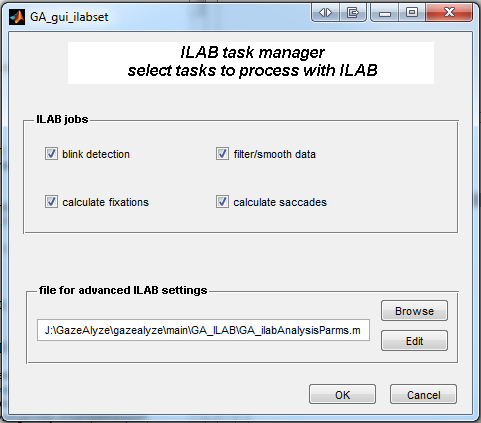 GA_gui_ilabset
ILAB task manager
select tasks to process with ILAB
ILAB jobs
blink detection
filter/smooth data
calculate fixations
calculate saccades
file for advanced ILAB settings
Browse
J:\GazeAlyze\gazealyze\main\GA_ILAB\GA_ilabAnalysisParms.m
Edit
OK
Cancel